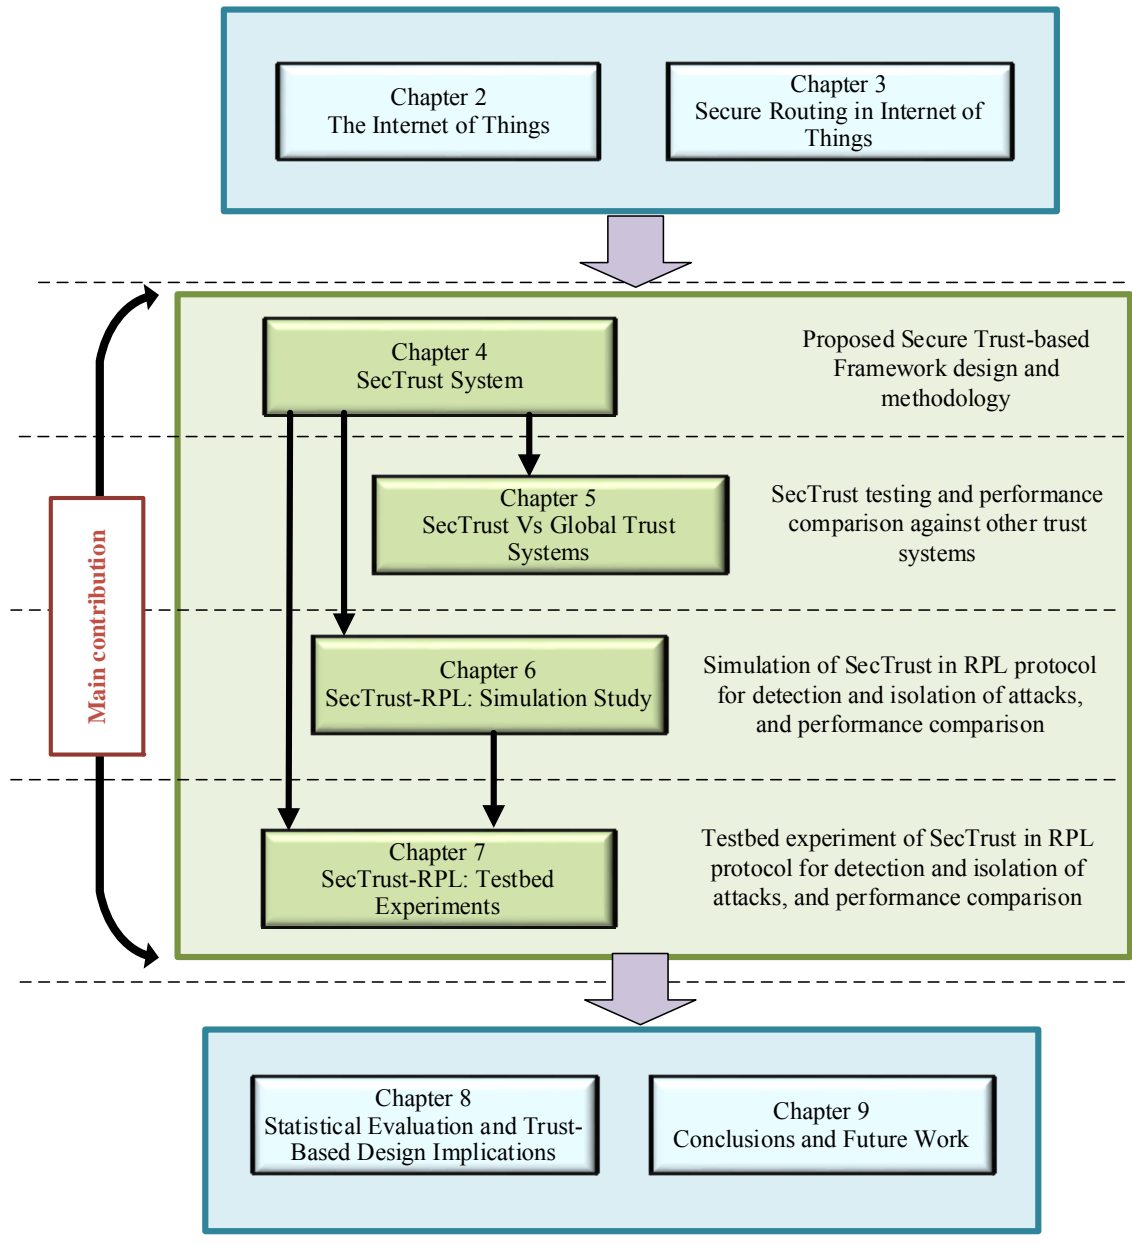 Chapter 2
The Internet of Things
Chapter 3
Secure Routing in Internet of
Things
Main contribution
Chapter 4
SecTrust System
Proposed Secure Trust-based
Framework design and
methodology
Chapter 5
SecTrust Vs Global Trust
Systems
SecTrust testing and performance
comparison against other trust
systems
Chapter 6
SecTrust-RPL: Simulation Study
Simulation of SecTrust in RPL protocol
for detection and isolation of attacks,
and performance comparison
Chapter 7
SecTrust-RPL: Testbed
Experiments
Testbed experiment of SecTrust in RPL
protocol for detection and isolation of
attacks, and performance comparison
Chapter 8
Statistical Evaluation and Trust-
Based Design Implications
Chapter 9
Conclusions and Future Work